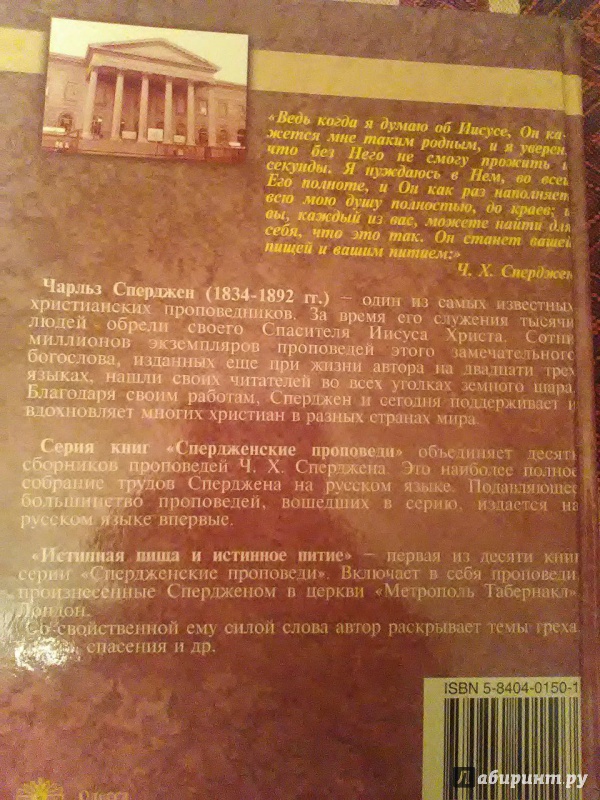 «Ведь когда я думаю об Иисусе, Он ка-
жется мне таким родным, и я уверен,
что без Него не смогу прожить и
секунды. Я нуждаюсь в Нем, во всей
Его полноте, и Он как раз наполняет
всю мою душу полностью, до краев; и
вы, каждый из вас, можете найти для
себя, что это так. Он станет вашей
пищей и вашим питием:»
Ч. Х. Сперджен
Чарльз Сперджен (1834-1892 гг.) – один из самых известных
христианских проповедников. За время его служения тысячи
людей обрели своего Спасителя Иисуса Христа. Сотни
миллионов экземпляров проповедей этого замечательного
богослова, изданных еще при жизни автора на двадцати трех
языках, нашли своих читателей во всех уголках земного шара.
Благодаря своим работам, Сперджен и сегодня поддерживает и
вдохновляет многих христиан в разных странах мира.
Серия книг «Спердженские проповеди» объединяет десять
сборников проповедей Ч. Х. Сперджена. Это наиболее полное
собрание трудов Сперджена на русском языке. Подавляющее
большинство проповедей, вошедших в серию, издается на
русском языке впервые.
«Истинная пища и истинное питие» – первая из десяти книг
серии «Спердженские проповеди». Включает в себя проповеди,
произнесенные Спердженом в церкви «Метрополь Табернакл»
Лондон.
Со свойственной ему силой слова автор раскрывает темы греха,
спасения и др.
ISBN 5-8404-0150-1
Одесса
Лабиринт.ру